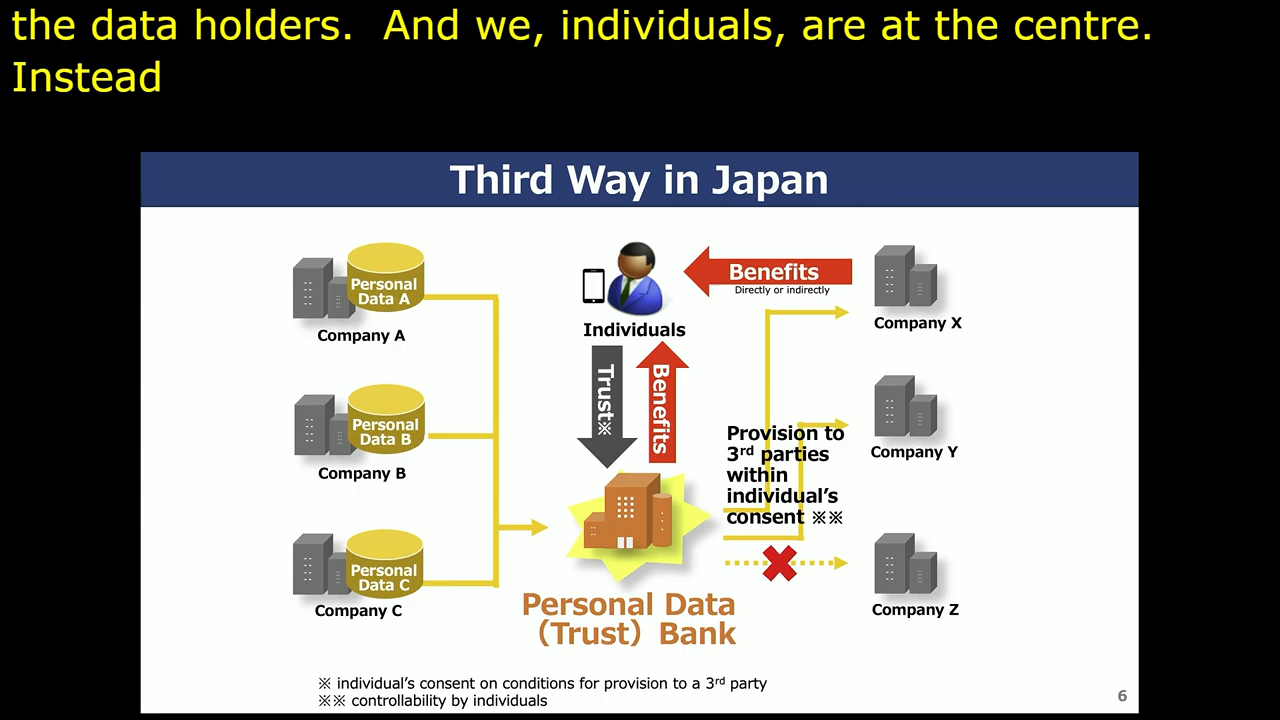 the data holders.  And we, individuals, are at the centre.
Instead
Third Way in Japan
Personal
Data A
Company A
Personal
Data B
Company B
Personal
Data C
Company C
Individuals
Trust※
Benefits
Benefits
Directly or indirectly
Company X
Provision to
3rd parties
within
individual's
consent ※※
Company Y
Company Z
Personal Data
（Trust）Bank
※ individual's consent on conditions for provision to a 3rd party
※※ controllability by individuals
6